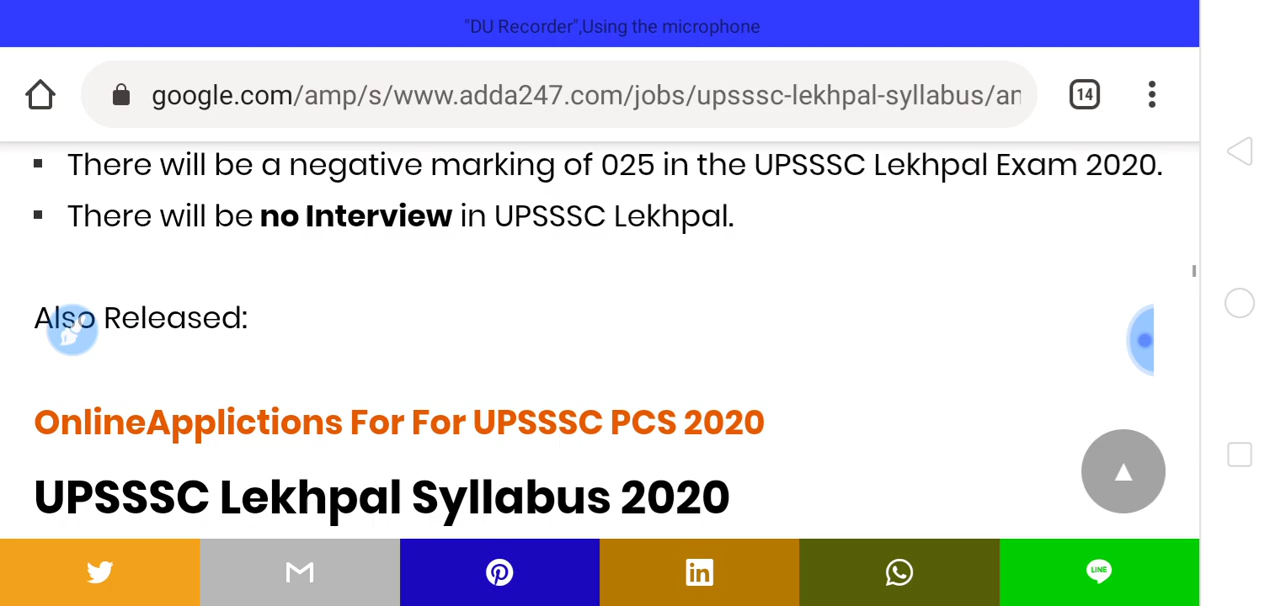 "DU Recorder",Using the microphone
google.com/amp/s/www.adda247.com/jobs/upsssc-lekhpal-syllabus/an
14
There will be a negative marking of 025 in the UPSSSC Lekhpal Exam 2020.
There will be no Interview in UPSSSC Lekhpal.
Also Released:
OnlineApplictions For For UPSSSC PCS 2020
UPSSSC Lekhpal Syllabus 2020
in
LINE